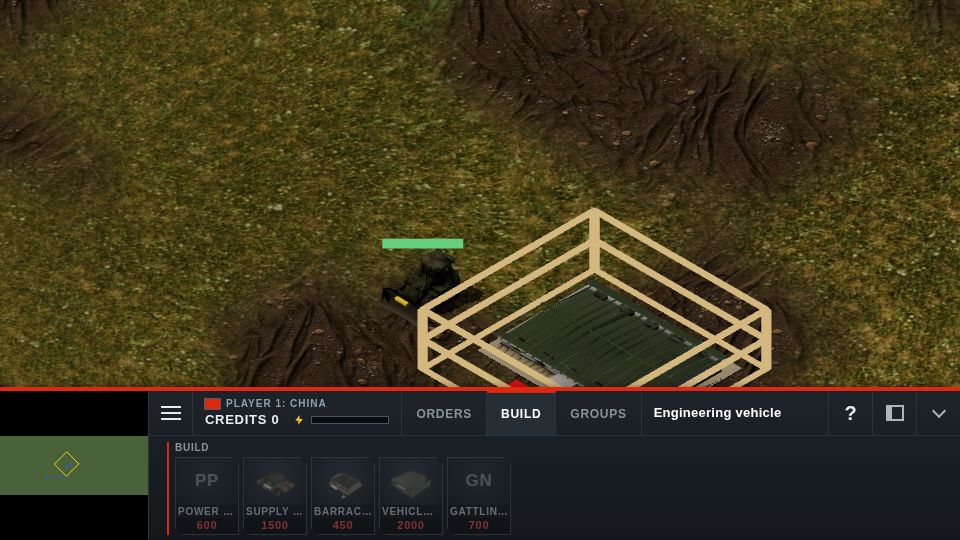 PLAYER 1: CHINA
CREDITS 0
ORDERS
BUILD
GROUPS
Engineering vehicle
?
BUILD
PP
GN
POWER ...
SUPPLY ...
BARRAC...
VEHICL...
GATTLIN...
600
1500
450
2000
700